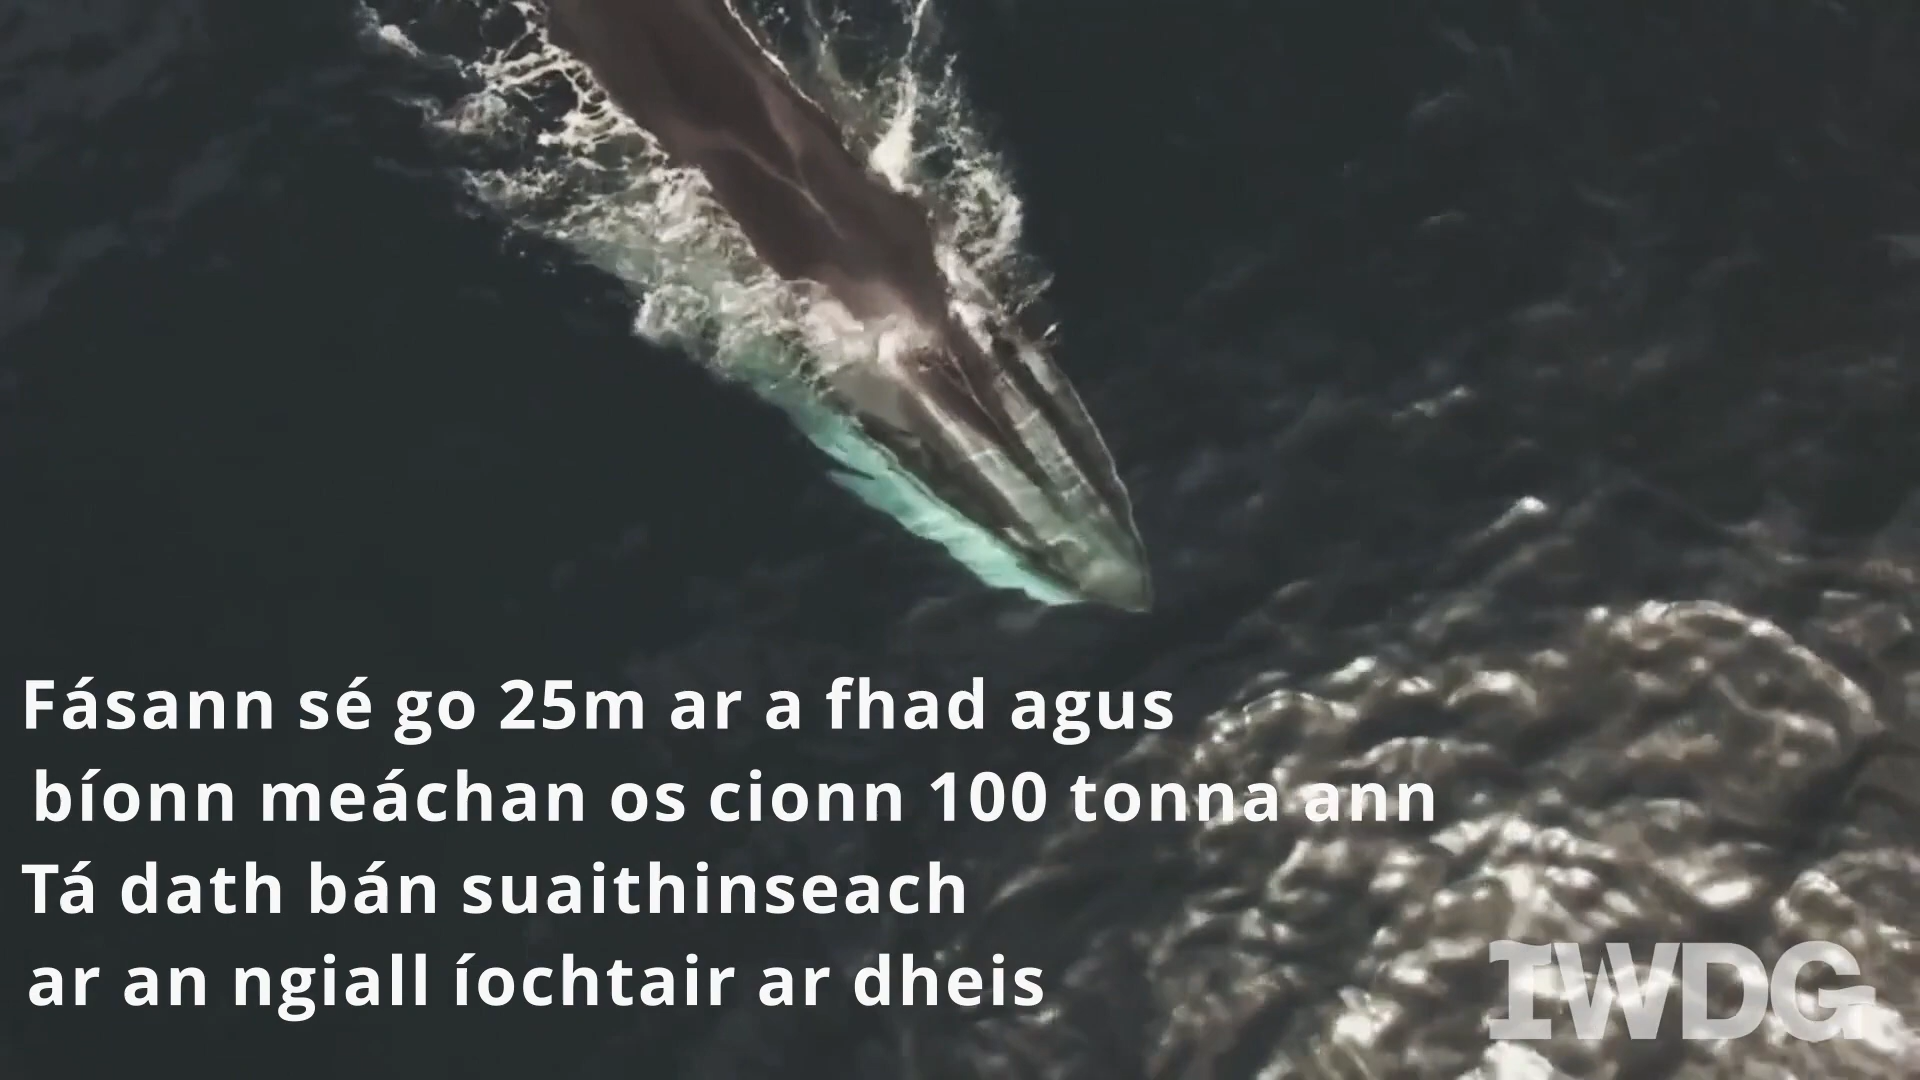 Fásann sé go 25m ar a fhad agus
bíonn meáchan os cionn 100 tonna ann
Tá dath bán suaithinseach
ar an ngiall íochtair ar dheis
IWDG